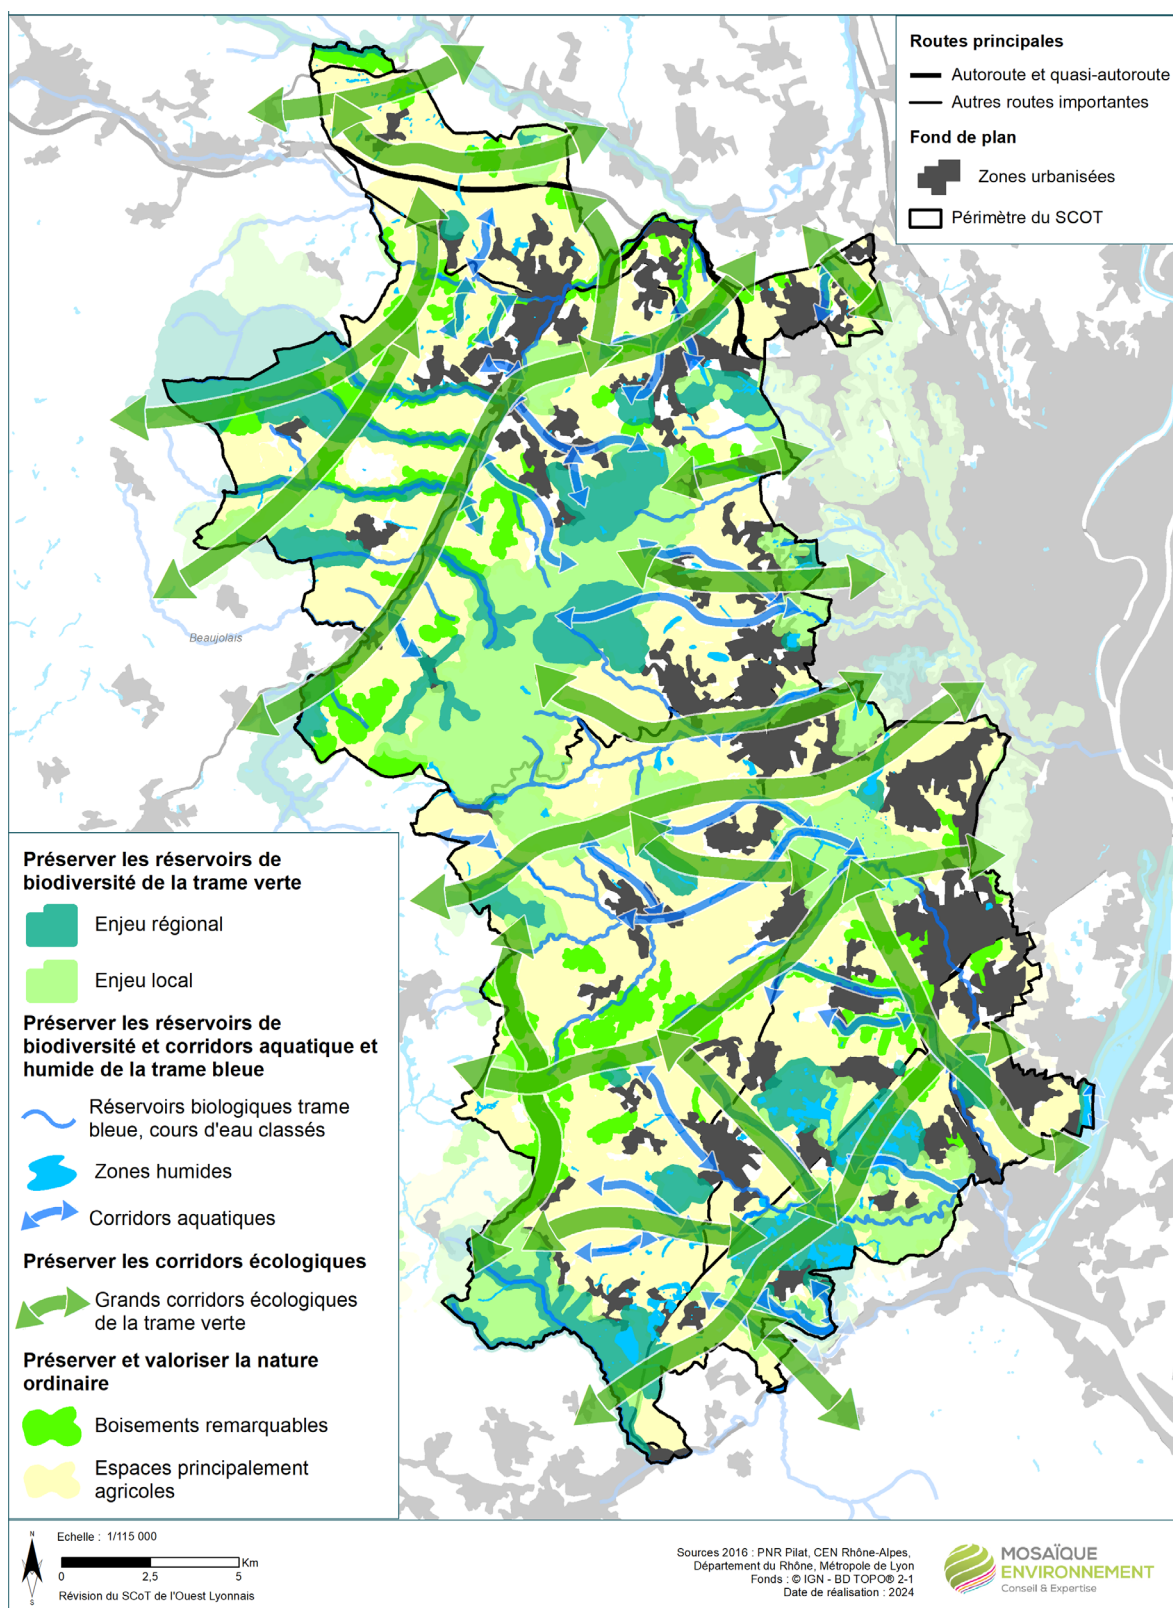 Routes principales
Autoroute et quasi-autoroute
Autres routes importantes
Fond de plan
Zones urbanisées
Périmètre du SCOT
Beaujolais
Préserver les réservoirs de
biodiversité de la trame verte
Enjeu régional
Enjeu local
Préserver les réservoirs de
biodiversité et corridors aquatique et
humide de la trame bleue
Réservoirs biologiques trame
bleue, cours d'eau classés
Zones humides
Corridors aquatiques
Préserver les corridors écologiques
Grands corridors écologiques
de la trame verte
Préserver et valoriser la nature
ordinaire
Boisements remarquables
Espaces principalement
agricoles
N
S
Echelle : 1/115 000
Km
0 2,5 5
Révision du SCoT de l'Ouest Lyonnais
Sources 2016 : PNR Pilat, CEN Rhône-Alpes,
Département du Rhône, Métropole de Lyon
Fonds : © IGN - BD TOPO® 2-1
Date de réalisation : 2024
MOSAÏQUE
ENVIRONNEMENT
Conseil & Expertise